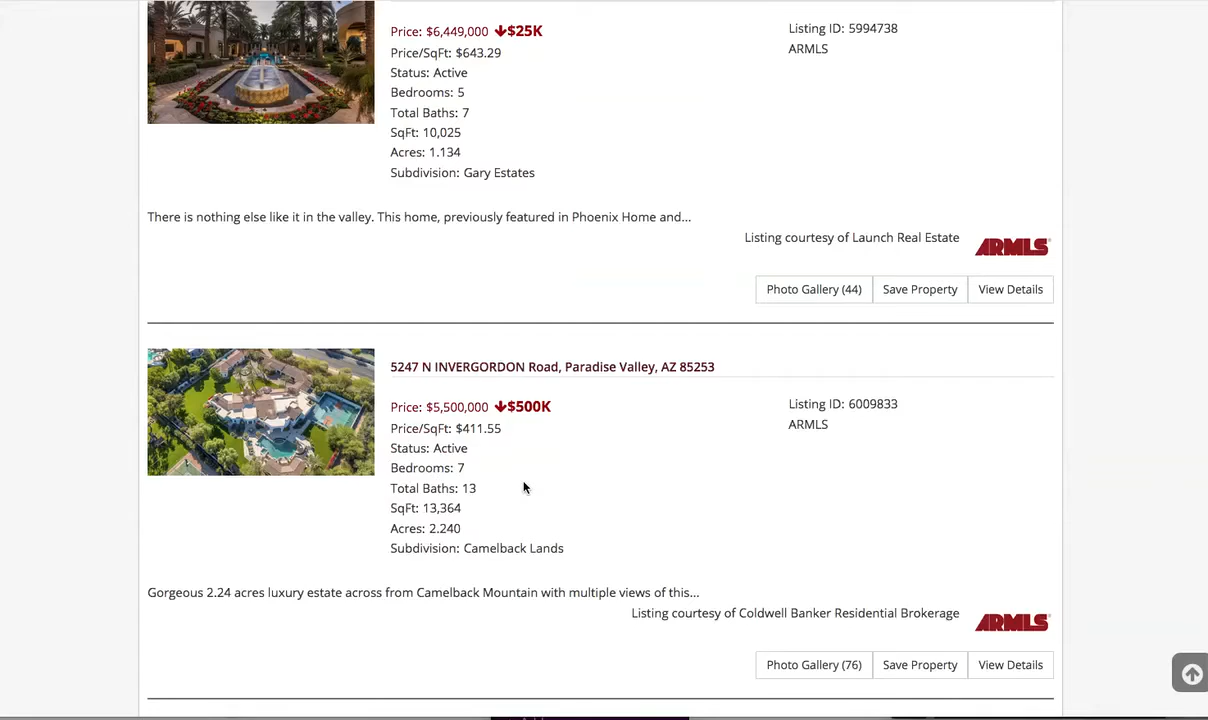 Price: $6,449,000 ↓$25K
Listing ID: 5994738
Price/SqFt: $643.29
ARMLS
Status: Active
Bedrooms: 5
Total Baths: 7
SqFt: 10,025
Acres: 1.134
Subdivision: Gary Estates
There is nothing else like it in the valley. This home, previously featured in Phoenix Home and...
Listing courtesy of Launch Real Estate
ARMLS
Photo Gallery (44) Save Property View Details
5247 N INVERGORDON Road, Paradise Valley, AZ 85253
Price: $5,500,000 ↓$500K
Listing ID: 6009833
Price/SqFt: $411.55
ARMLS
Status: Active
Bedrooms: 7
Total Baths: 13
SqFt: 13,364
Acres: 2.240
Subdivision: Camelback Lands
Gorgeous 2.24 acres luxury estate across from Camelback Mountain with multiple views of this...
Listing courtesy of Coldwell Banker Residential Brokerage
ARMLS
Photo Gallery (76) Save Property View Details